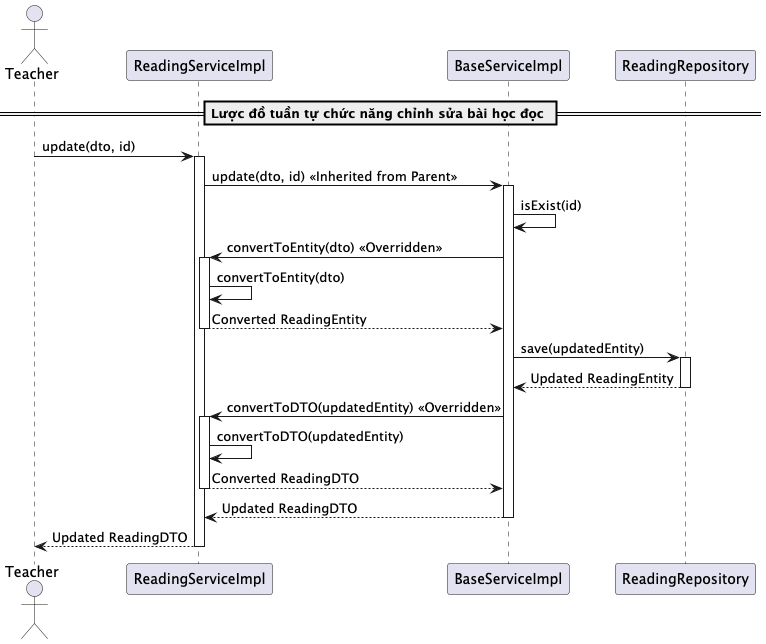 Teacher
ReadingServiceImpl
BaseServiceImpl
ReadingRepository
Lược đồ tuần tự chức năng chỉnh sửa bài học đọc
update(dto, id)
update(dto, id) «Inherited from Parent»
isExist(id)
convertToEntity(dto) «Overridden»
convertToEntity(dto)
Converted ReadingEntity
save(updatedEntity)
Updated ReadingEntity
convertToDTO(updatedEntity) «Overridden»
convertToDTO(updatedEntity)
Converted ReadingDTO
Updated ReadingDTO
Updated ReadingDTO
Teacher
ReadingServiceImpl
BaseServiceImpl
ReadingRepository